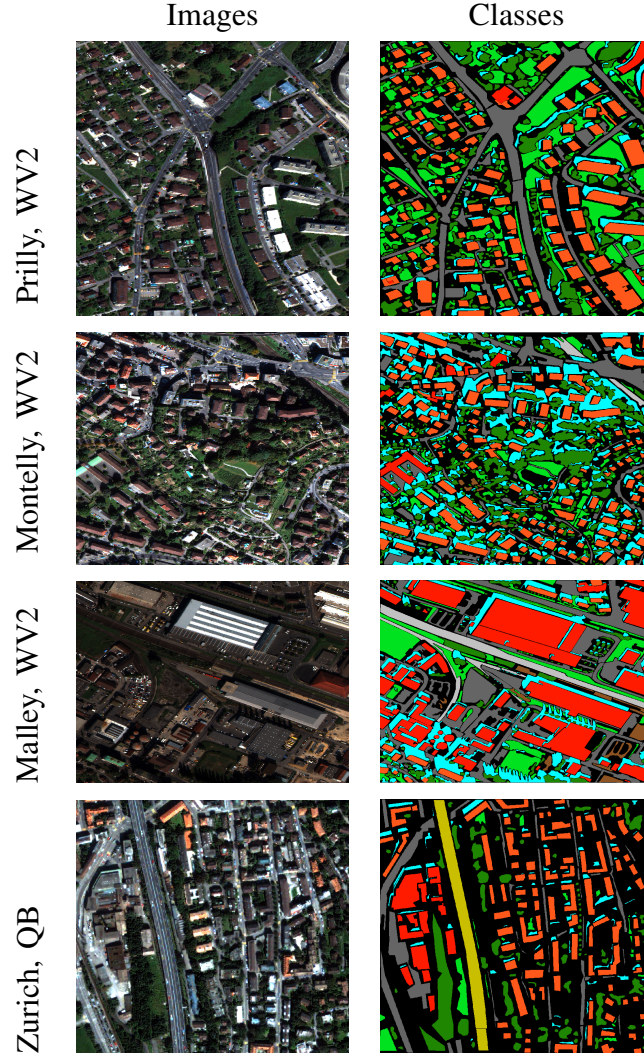 Images
Classes
Prilly, WV2
Montelly, WV2
Malley, WV2
Zurich, QB